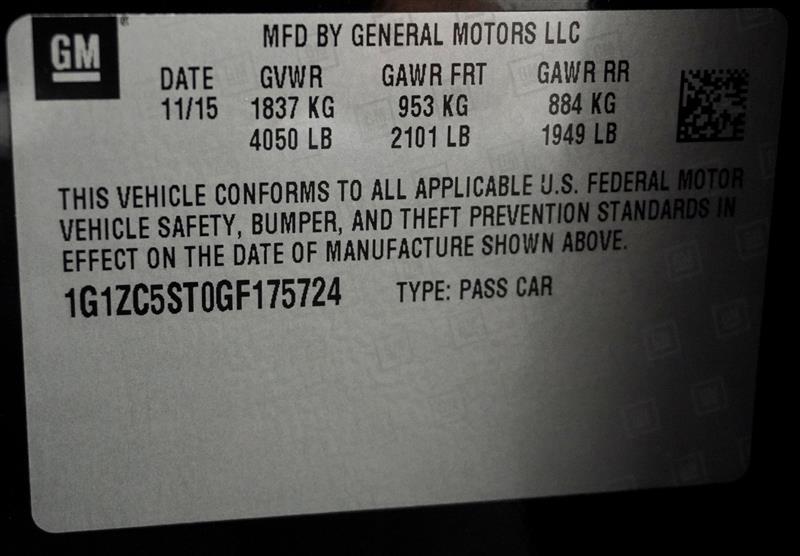 GM
MFD BY GENERAL MOTORS LLC
DATE GVWR GAWR FRT GAWR RR
11/15 1837 KG 953 KG 884 KG
4050 LB 2101 LB 1949 LB
THIS VEHICLE CONFORMS TO ALL APPLICABLE U.S. FEDERAL MOTOR
VEHICLE SAFETY, BUMPER, AND THEFT PREVENTION STANDARDS IN
EFFECT ON THE DATE OF MANUFACTURE SHOWN ABOVE.
1G1ZC5ST0GF175724 TYPE: PASS CAR